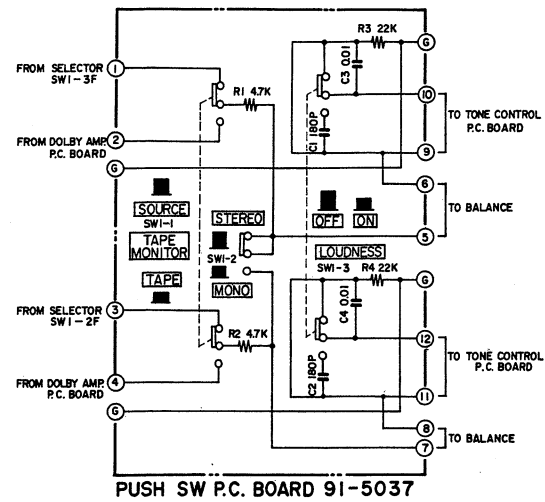 R3 22K
G
FROM SELECTOR
SW1-3F
1
C3 0.01
R1 4.7K
10
TO TONE CONTROL
P.C. BOARD
C1 180P
FROM DOLBY AMP.
P.C. BOARD
2
9
G
6
TO BALANCE
5
SOURCE
SW1-1
TAPE
MONITOR
TAPE
STEREO
SW1-2
MONO
OFF
ON
LOUDNESS
SW1-3
R4 22K
G
FROM SELECTOR
SW1-2F
3
C4 0.01
R2 4.7K
12
TO TONE CONTROL
P.C. BOARD
C2 180P
FROM DOLBY AMP.
P.C. BOARD
4
11
G
8
TO BALANCE
7
PUSH SW P.C. BOARD 91-5037